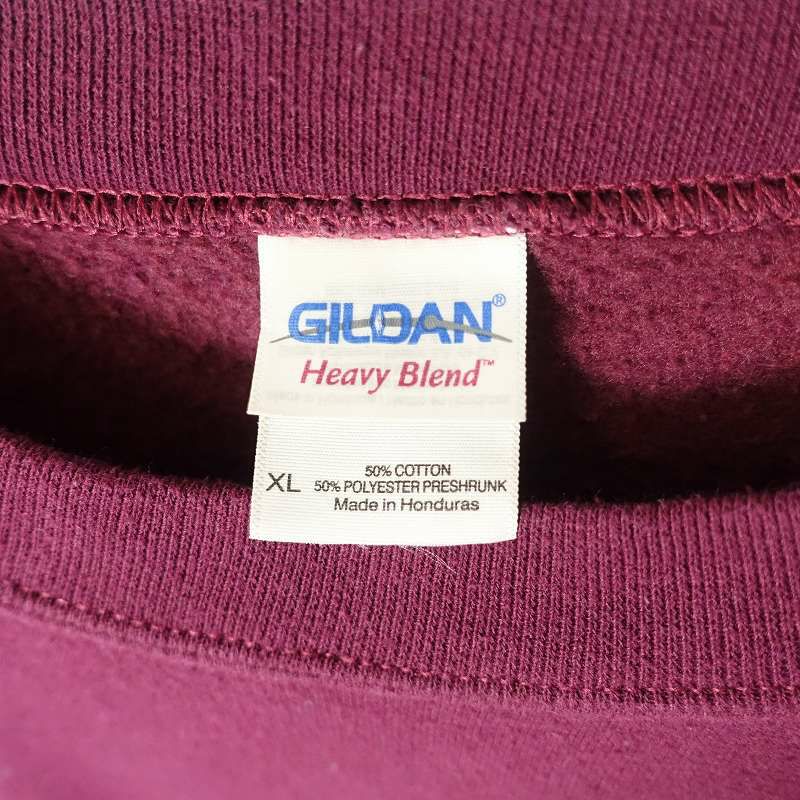 GILDAN®
Heavy Blend™
XL
50% COTTON
50% POLYESTER PRESHRUNK
Made in Honduras